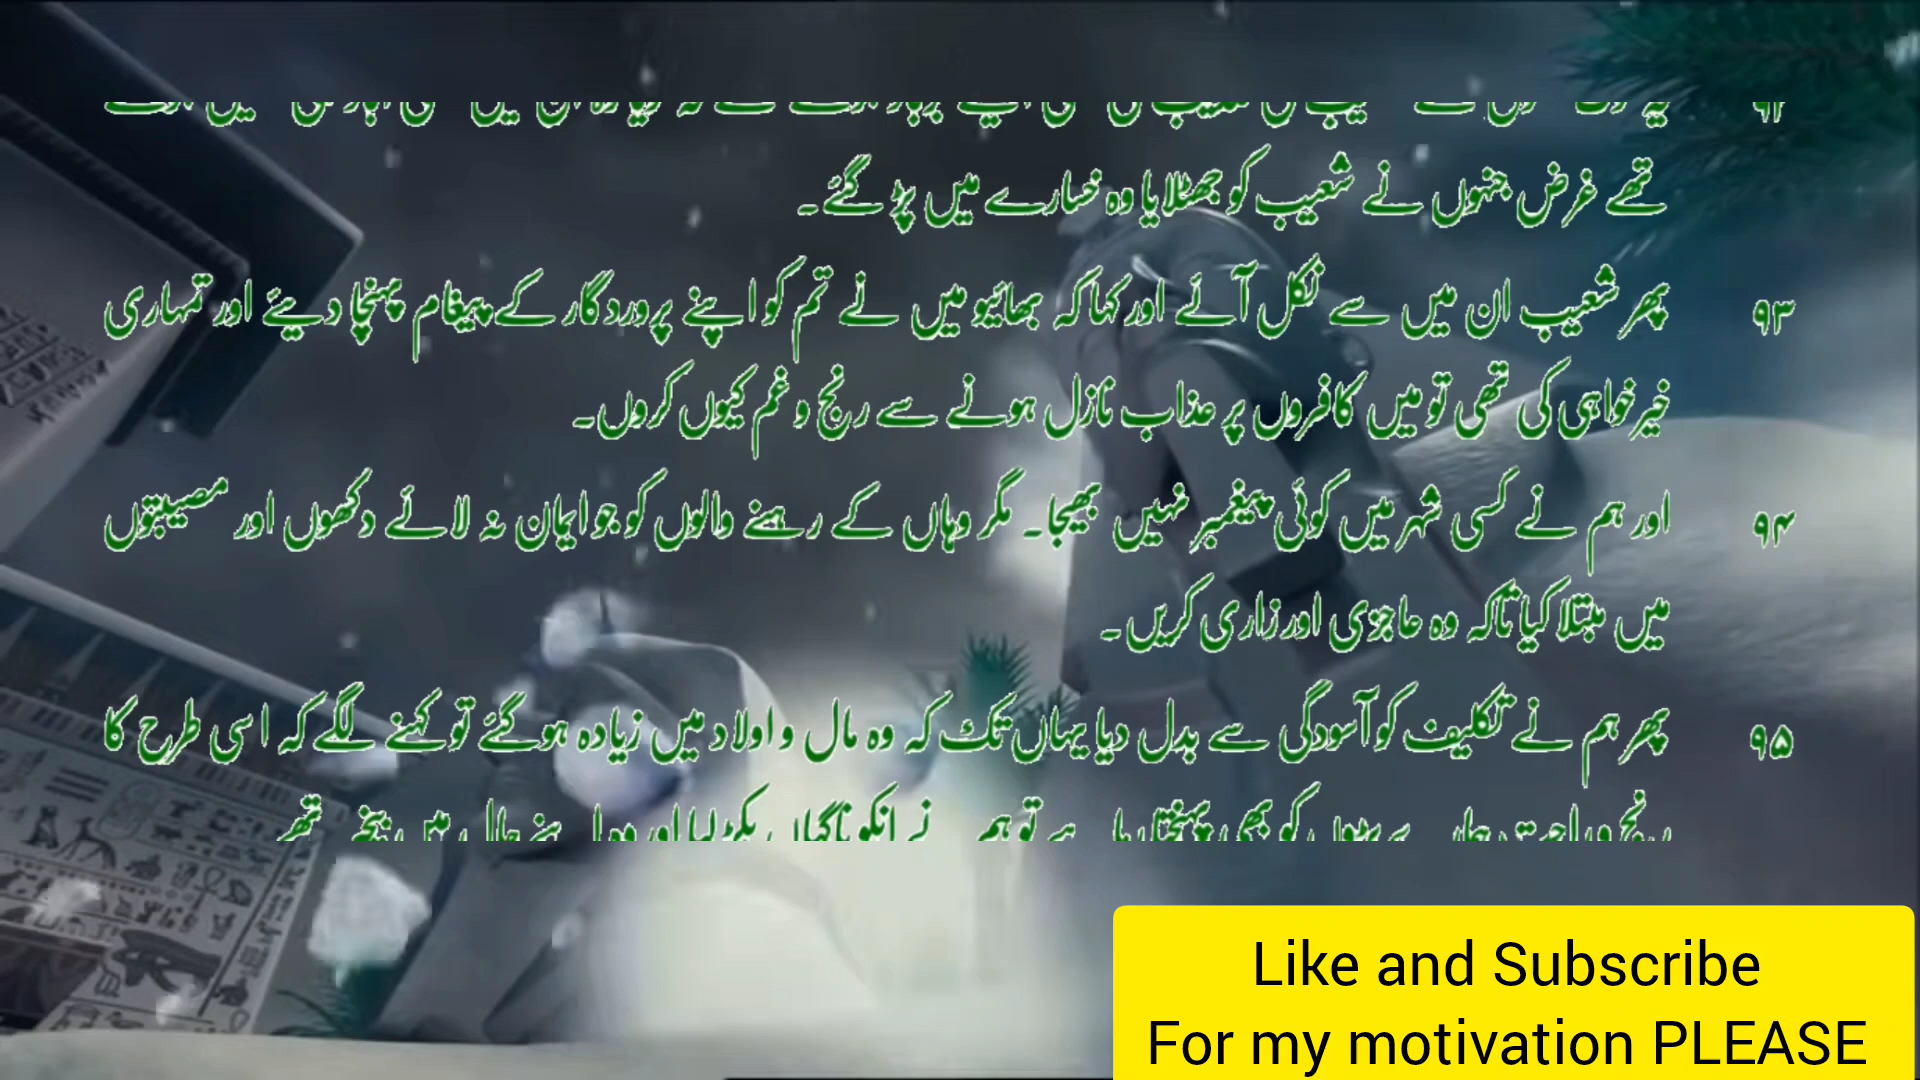 تھے غرض جنہوں نے شعیب کو جھٹلایا وہ خسارے میں پڑ گئے۔
۹۳ پھر شعیب ان میں سے نکل آئے اور کہا کہ بھائیو میں نے تم کو اپنے پروردگار کے پیغام پہنچا دیئے اور تمہاری
خیرخواہی کی تھی تو میں کافروں پر عذاب نازل ہونے سے رنج و غم کیوں کروں۔
۹۴ اور ہم نے کسی شہر میں کوئی پیغمبر نہیں بھیجا۔ مگر وہاں کے رہنے والوں کو جو ایمان نہ لائے دکھوں اور مصیبتوں
میں مبتلا کیا تاکہ وہ عاجزی اور زاری کریں۔
۹۵ پھر ہم نے تکلیف کو آسودگی سے بدل دیا یہاں تک کہ وہ مال و اولاد میں زیادہ ہو گئے تو کہنے لگے کہ اسی طرح کا
Like and Subscribe
For my motivation PLEASE